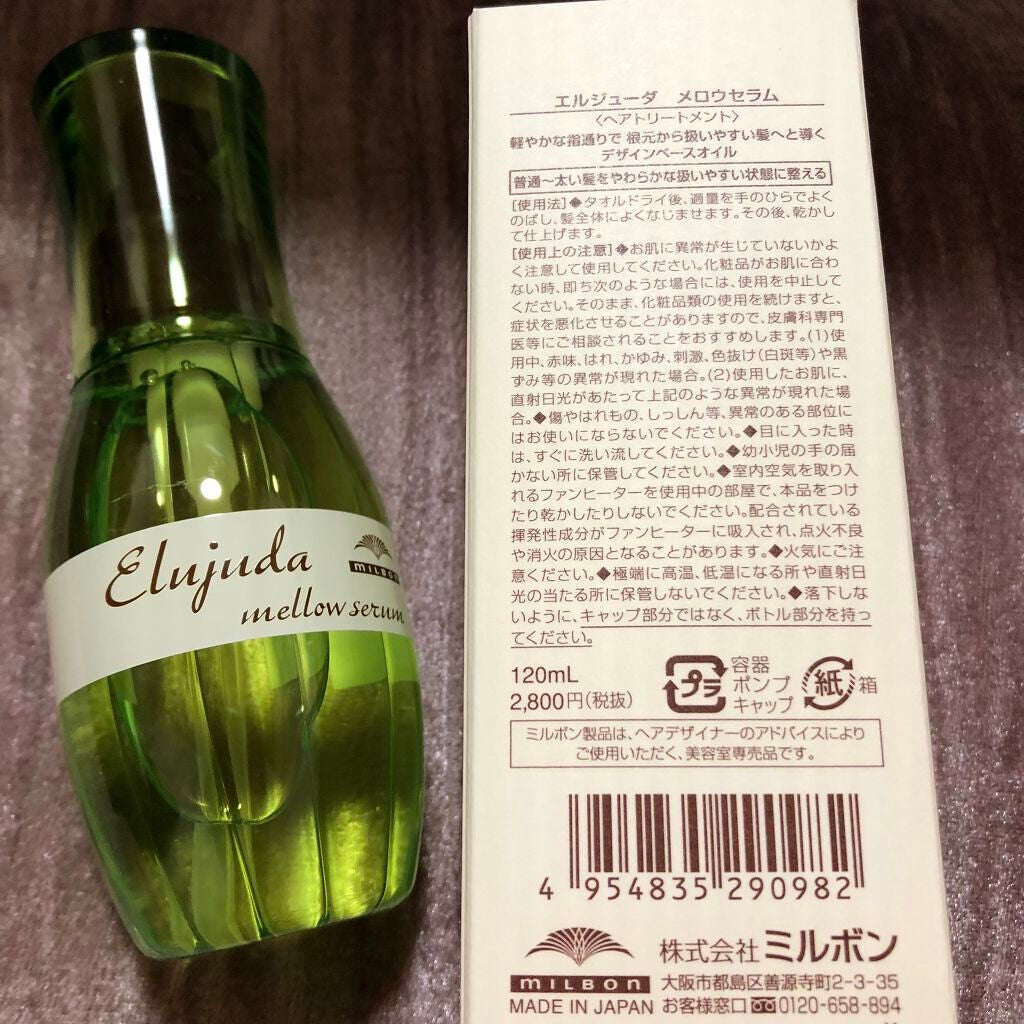 Elujuda
MILBON
mellow serum
エルジューダ メロウセラム
〈ヘアトリートメント〉
軽やかな指通りで 根元から扱いやすい髪へと導く
デザインベースオイル
普通〜太い髪をやわらかな扱いやすい状態に整える
[使用法]◆タオルドライ後、適量を手のひらでよく
のばし、髪全体によくなじませます。その後、乾かし
て仕上げます。
[使用上の注意]◆お肌に異常が生じていないかよ
く注意して使用してください。化粧品がお肌に合わ
ない時、即ち次のような場合には、使用を中止して
ください。そのまま、化粧品類の使用を続けますと、
症状を悪化させることがありますので、皮膚科専門
医等にご相談されることをおすすめします。(1)使
用中、赤味、はれ、かゆみ、刺激、色抜け(白斑等)や黒
ずみ等の異常が現れた場合。(2)使用したお肌に、
直射日光があたって上記のような異常が現れた場
合。◆傷やはれもの、しっしん等、異常のある部位に
はお使いにならないでください。◆目に入った時
は、すぐに洗い流してください。◆幼小児の手の届
かない所に保管してください。◆室内空気を取り入
れるファンヒーターを使用中の部屋で、本品をつけ
たり乾かしたりしないでください。配合されている
揮発性成分がファンヒーターに吸入され、点火不良
や消火の原因となることがあります。◆火気にご注
意ください。◆極端に高温、低温になる所や直射日
光の当たる所に保管しないでください。◆落下しな
いように、キャップ部分ではなく、ボトル部分を持っ
てください。
120mL
2,800円(税抜)
プラ
容器
ポンプ
キャップ
紙 箱
ミルボン製品は、ヘアデザイナーのアドバイスにより
ご使用いただく、美容室専売品です。
4 954835 290982
MILBON
MADE IN JAPAN
株式会社 ミルボン
大阪市都島区善源寺町2-3-35
お客様窓口 0120-658-894